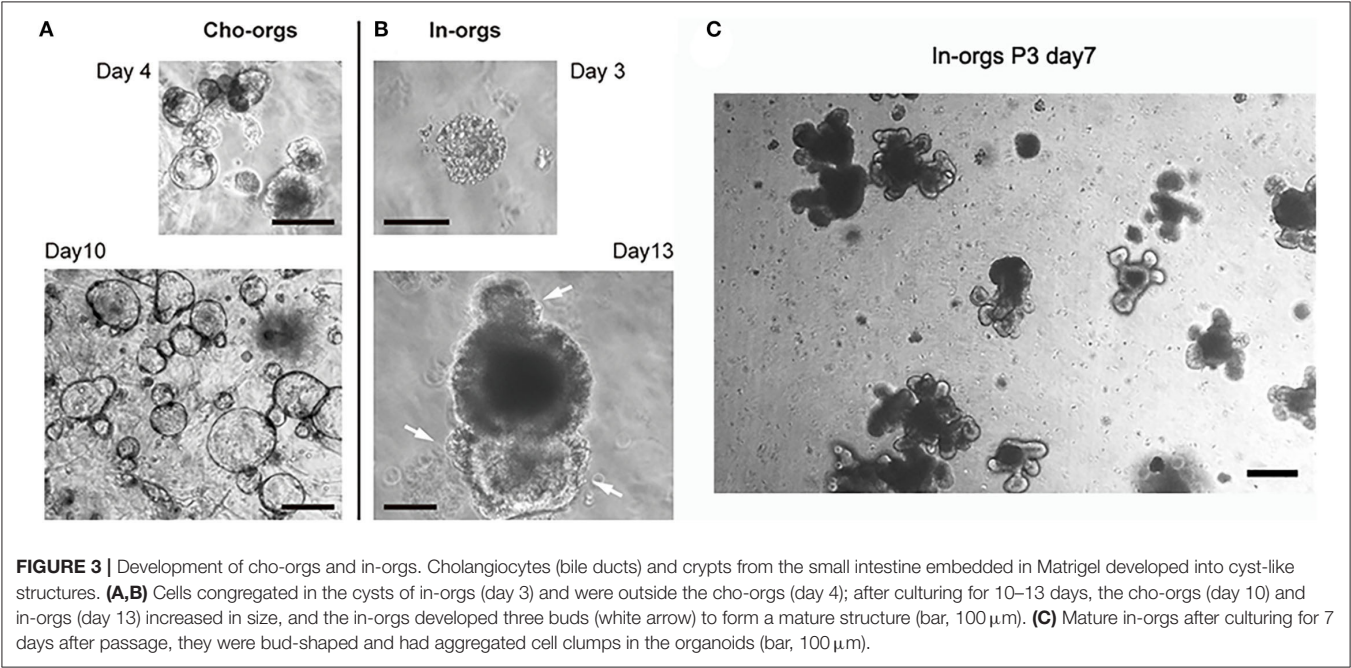 A
Cho-orgs
B
In-orgs
C
Day 4
Day 3
In-orgs P3 day7
Day10
Day13
FIGURE 3 | Development of cho-orgs and in-orgs. Cholangiocytes (bile ducts) and crypts from the small intestine embedded in Matrigel developed into cyst-like
structures. (A,B) Cells congregated in the cysts of in-orgs (day 3) and were outside the cho-orgs (day 4); after culturing for 10–13 days, the cho-orgs (day 10) and
in-orgs (day 13) increased in size, and the in-orgs developed three buds (white arrow) to form a mature structure (bar, 100 μm). (C) Mature in-orgs after culturing for 7
days after passage, they were bud-shaped and had aggregated cell clumps in the organoids (bar, 100 μm).